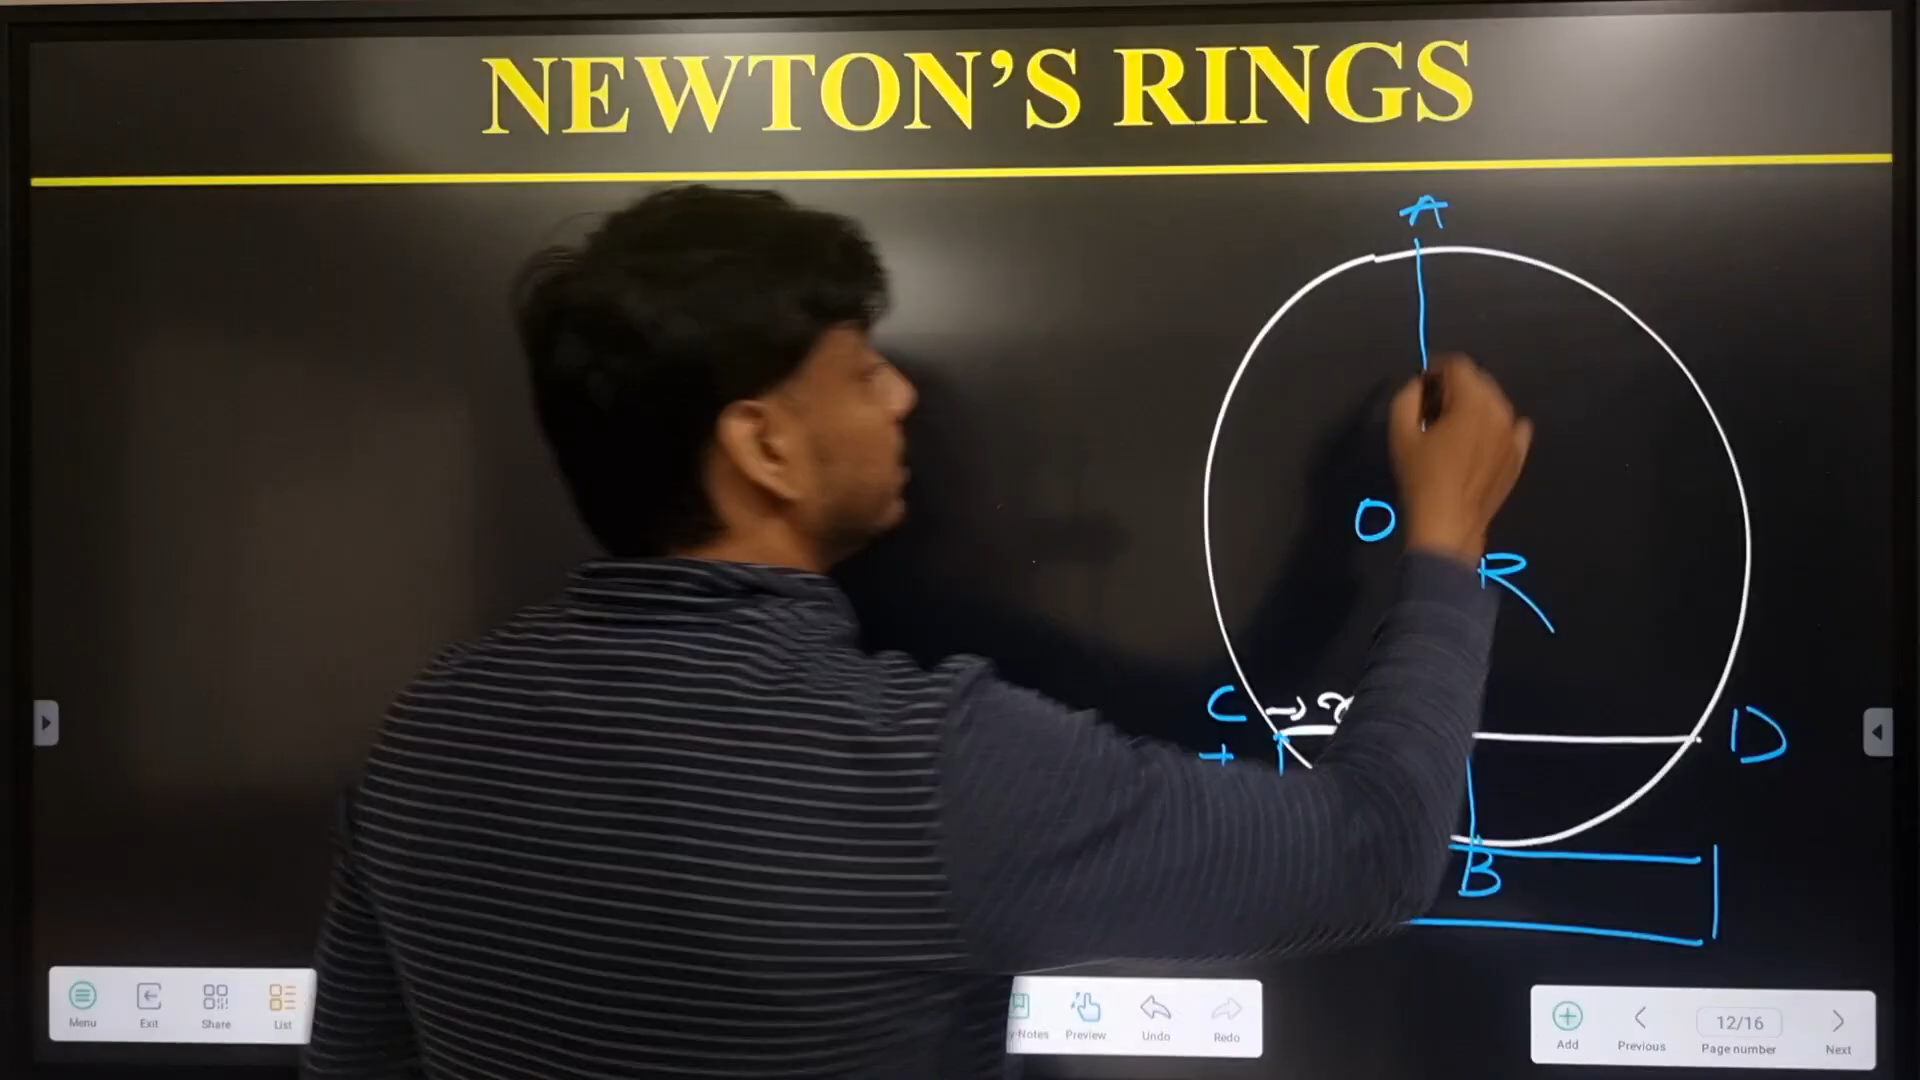 NEWTON'S RINGS
A
O
R
C
D
t
B
Menu
Exit
Share
List
y-Notes
Preview
Undo
Redo
Add
Previous
12/16
Page number
Next